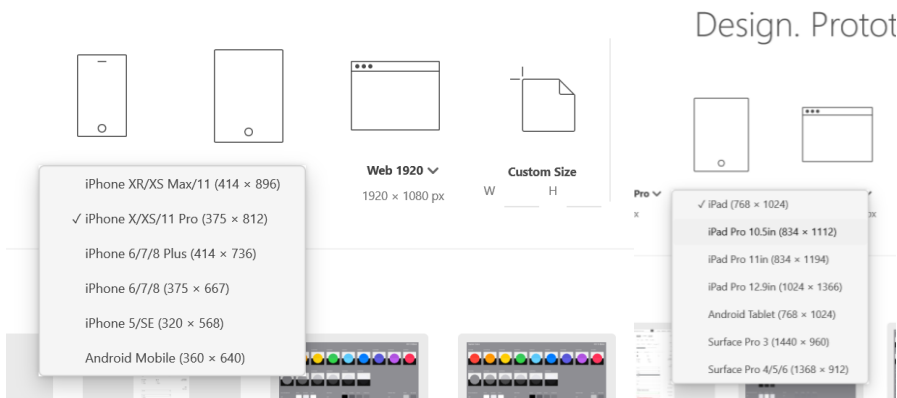 Design. Protot
Web 1920
1920 × 1080 px
Custom Size
W
H
iPhone XR/XS Max/11 (414 × 896)
✓ iPhone X/XS/11 Pro (375 × 812)
iPhone 6/7/8 Plus (414 × 736)
iPhone 6/7/8 (375 × 667)
iPhone 5/SE (320 × 568)
Android Mobile (360 × 640)
Pro
x
px
✓ iPad (768 × 1024)
iPad Pro 10.5in (834 × 1112)
iPad Pro 11in (834 × 1194)
iPad Pro 12.9in (1024 × 1366)
Android Tablet (768 × 1024)
Surface Pro 3 (1440 × 960)
Surface Pro 4/5/6 (1368 × 912)